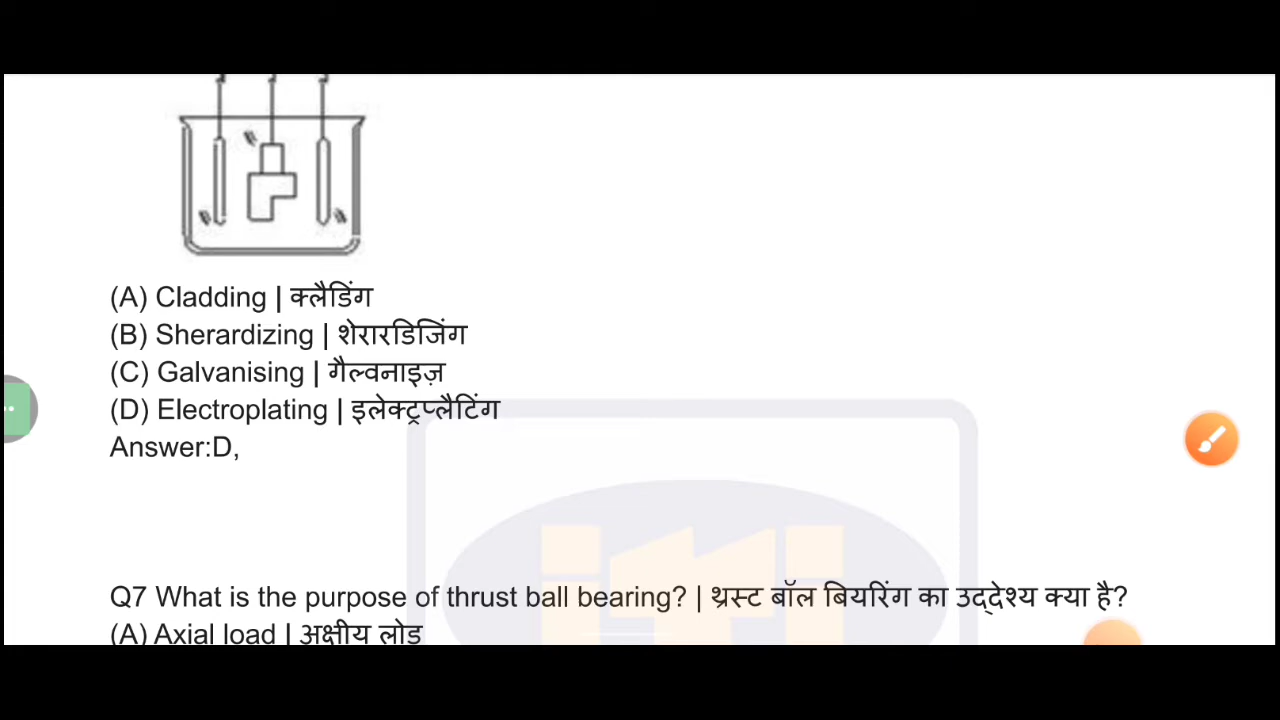 (A) Cladding | क्लैडिंग
(B) Sherardizing | शेरारडिजिंग
(C) Galvanising | गैल्वनाइज़
(D) Electroplating | इलेक्ट्रप्लैटिंग
Answer:D,
Q7 What is the purpose of thrust ball bearing? | थ्रस्ट बॉल बियरिंग का उद्देश्य क्या है?
(A) Axial load | अक्षीय लोड